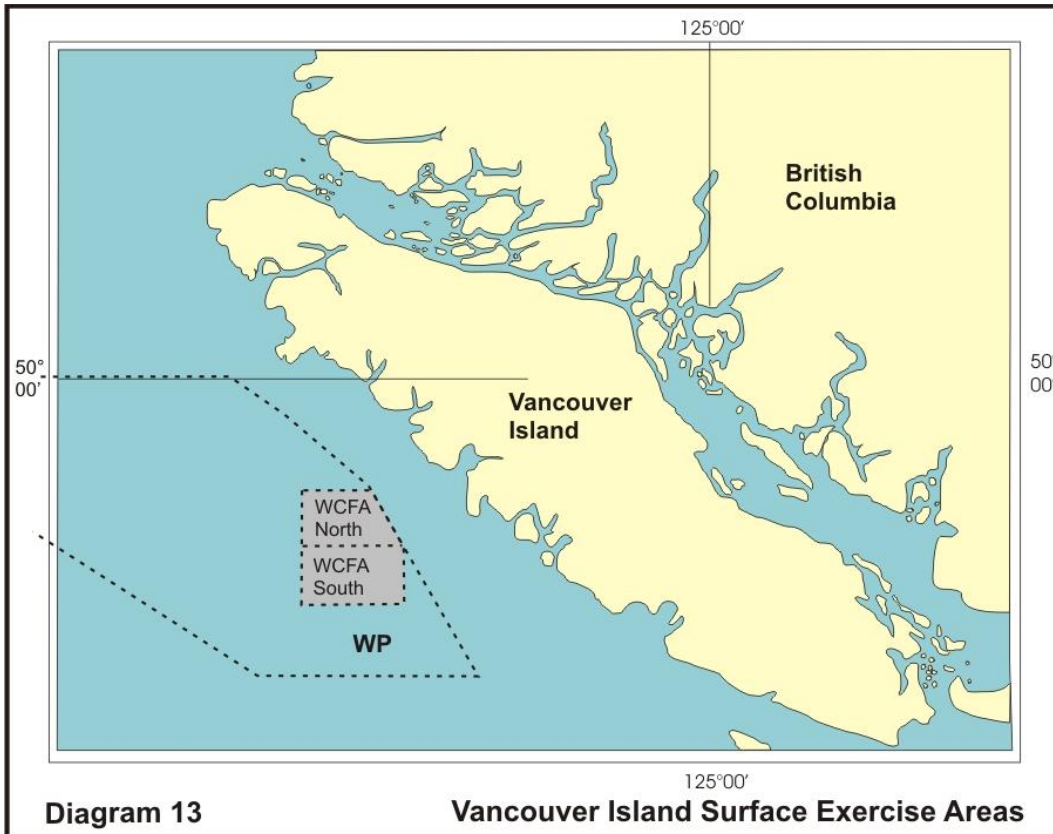 125°00'
British
Columbia
50°
00'
50°
00'
Vancouver
Island
WCFA
North
WCFA
South
WP
125°00'
Diagram 13
Vancouver Island Surface Exercise Areas